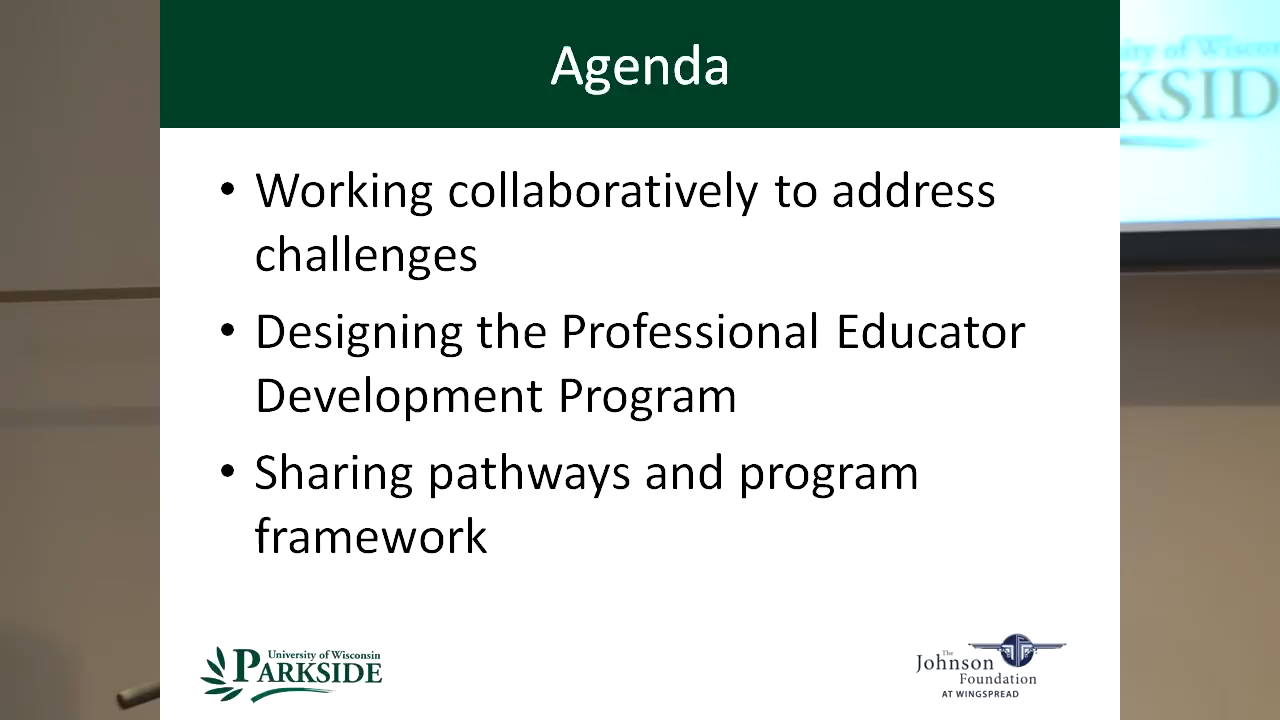 Agenda
• Working collaboratively to address
challenges
• Designing the Professional Educator
Development Program
• Sharing pathways and program
framework
University of Wisconsin
PARKSIDE
The
Johnson
Foundation
AT WINGSPREAD